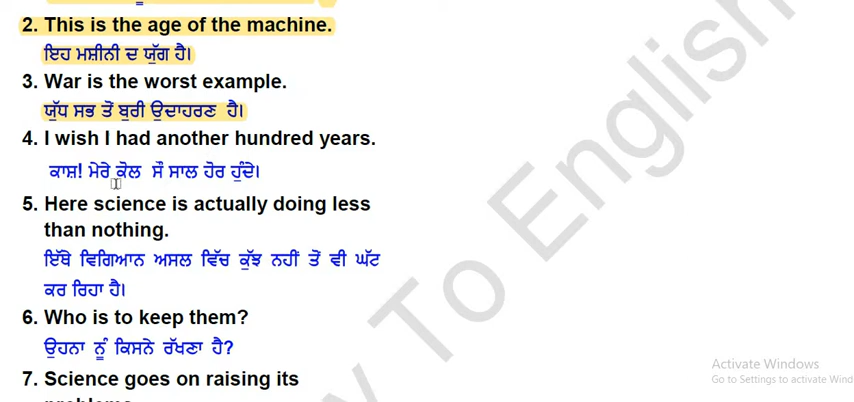 2. This is the age of the machine.
ਇਹ ਮਸ਼ੀਨੀ ਦ ਯੁੱਗ ਹੈ।
3. War is the worst example.
ਯੁੱਧ ਸਭ ਤੋਂ ਬੁਰੀ ਉਦਾਹਰਣ ਹੈ।
4. I wish I had another hundred years.
ਕਾਸ਼! ਮੇਰੇ ਕੋਲ ਸੌ ਸਾਲ ਹੋਰ ਹੁੰਦੇ।
5. Here science is actually doing less
than nothing.
ਇੱਥੇ ਵਿਗਿਆਨ ਅਸਲ ਵਿੱਚ ਕੁੱਝ ਨਹੀਂ ਤੋਂ ਵੀ ਘੱਟ
ਕਰ ਰਿਹਾ ਹੈ।
6. Who is to keep them?
ਉਹਨਾ ਨੂੰ ਕਿਸਨੇ ਰੱਖਣਾ ਹੈ?
7. Science goes on raising its
y To English
Activate Windows
Go to Settings to activate Wind